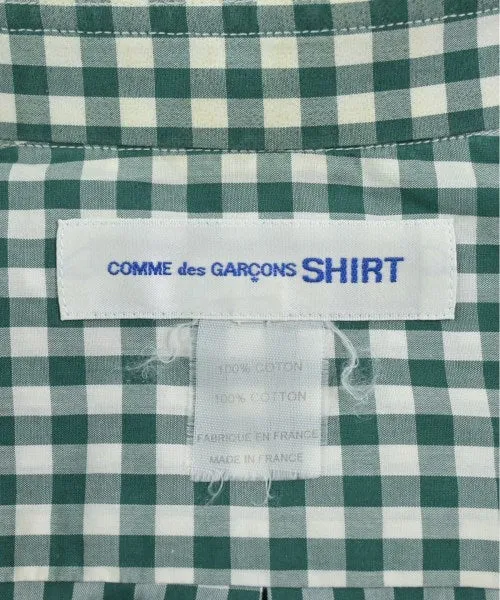 COMME des GARÇONS SHIRT
100% COTON
100% COTTON
FABRIQUE EN FRANCE
MADE IN FRANCE